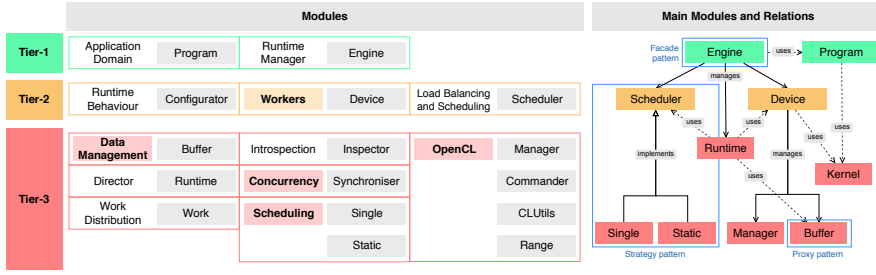 Modules
Tier-1
Application Domain
Program
Runtime Manager
Engine
Tier-2
Runtime Behaviour
Configurator
Workers
Device
Load Balancing and Scheduling
Scheduler
Tier-3
Data Management
Buffer
Introspection
Inspector
OpenCL
Manager
Director
Runtime
Concurrency
Synchroniser
Commander
Work Distribution
Work
Scheduling
Single
CLUtils
Static
Range
Main Modules and Relations
Facade pattern
Engine
uses
Program
manages
Scheduler
Device
uses
uses
uses
Runtime
implements
manages
uses
Kernel
Single
Static
Manager
Buffer
Strategy pattern
Proxy pattern